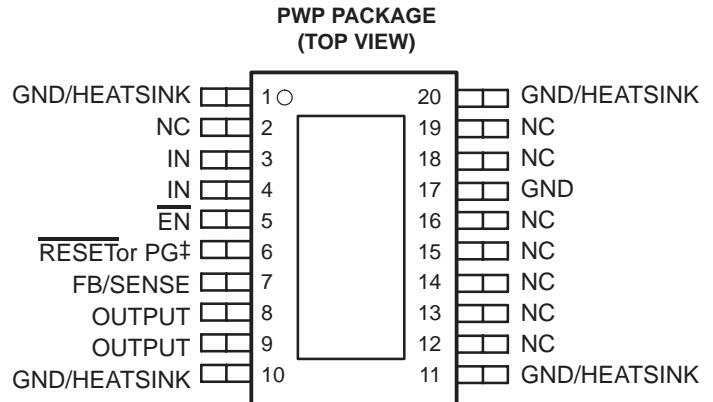 PWP PACKAGE
(TOP VIEW)
GND/HEATSINK 1 20 GND/HEATSINK
NC 2 19 NC
IN 3 18 NC
IN 4 17 GND
EN 5 16 NC
RESETor PG‡ 6 15 NC
FB/SENSE 7 14 NC
OUTPUT 8 13 NC
OUTPUT 9 12 NC
GND/HEATSINK 10 11 GND/HEATSINK